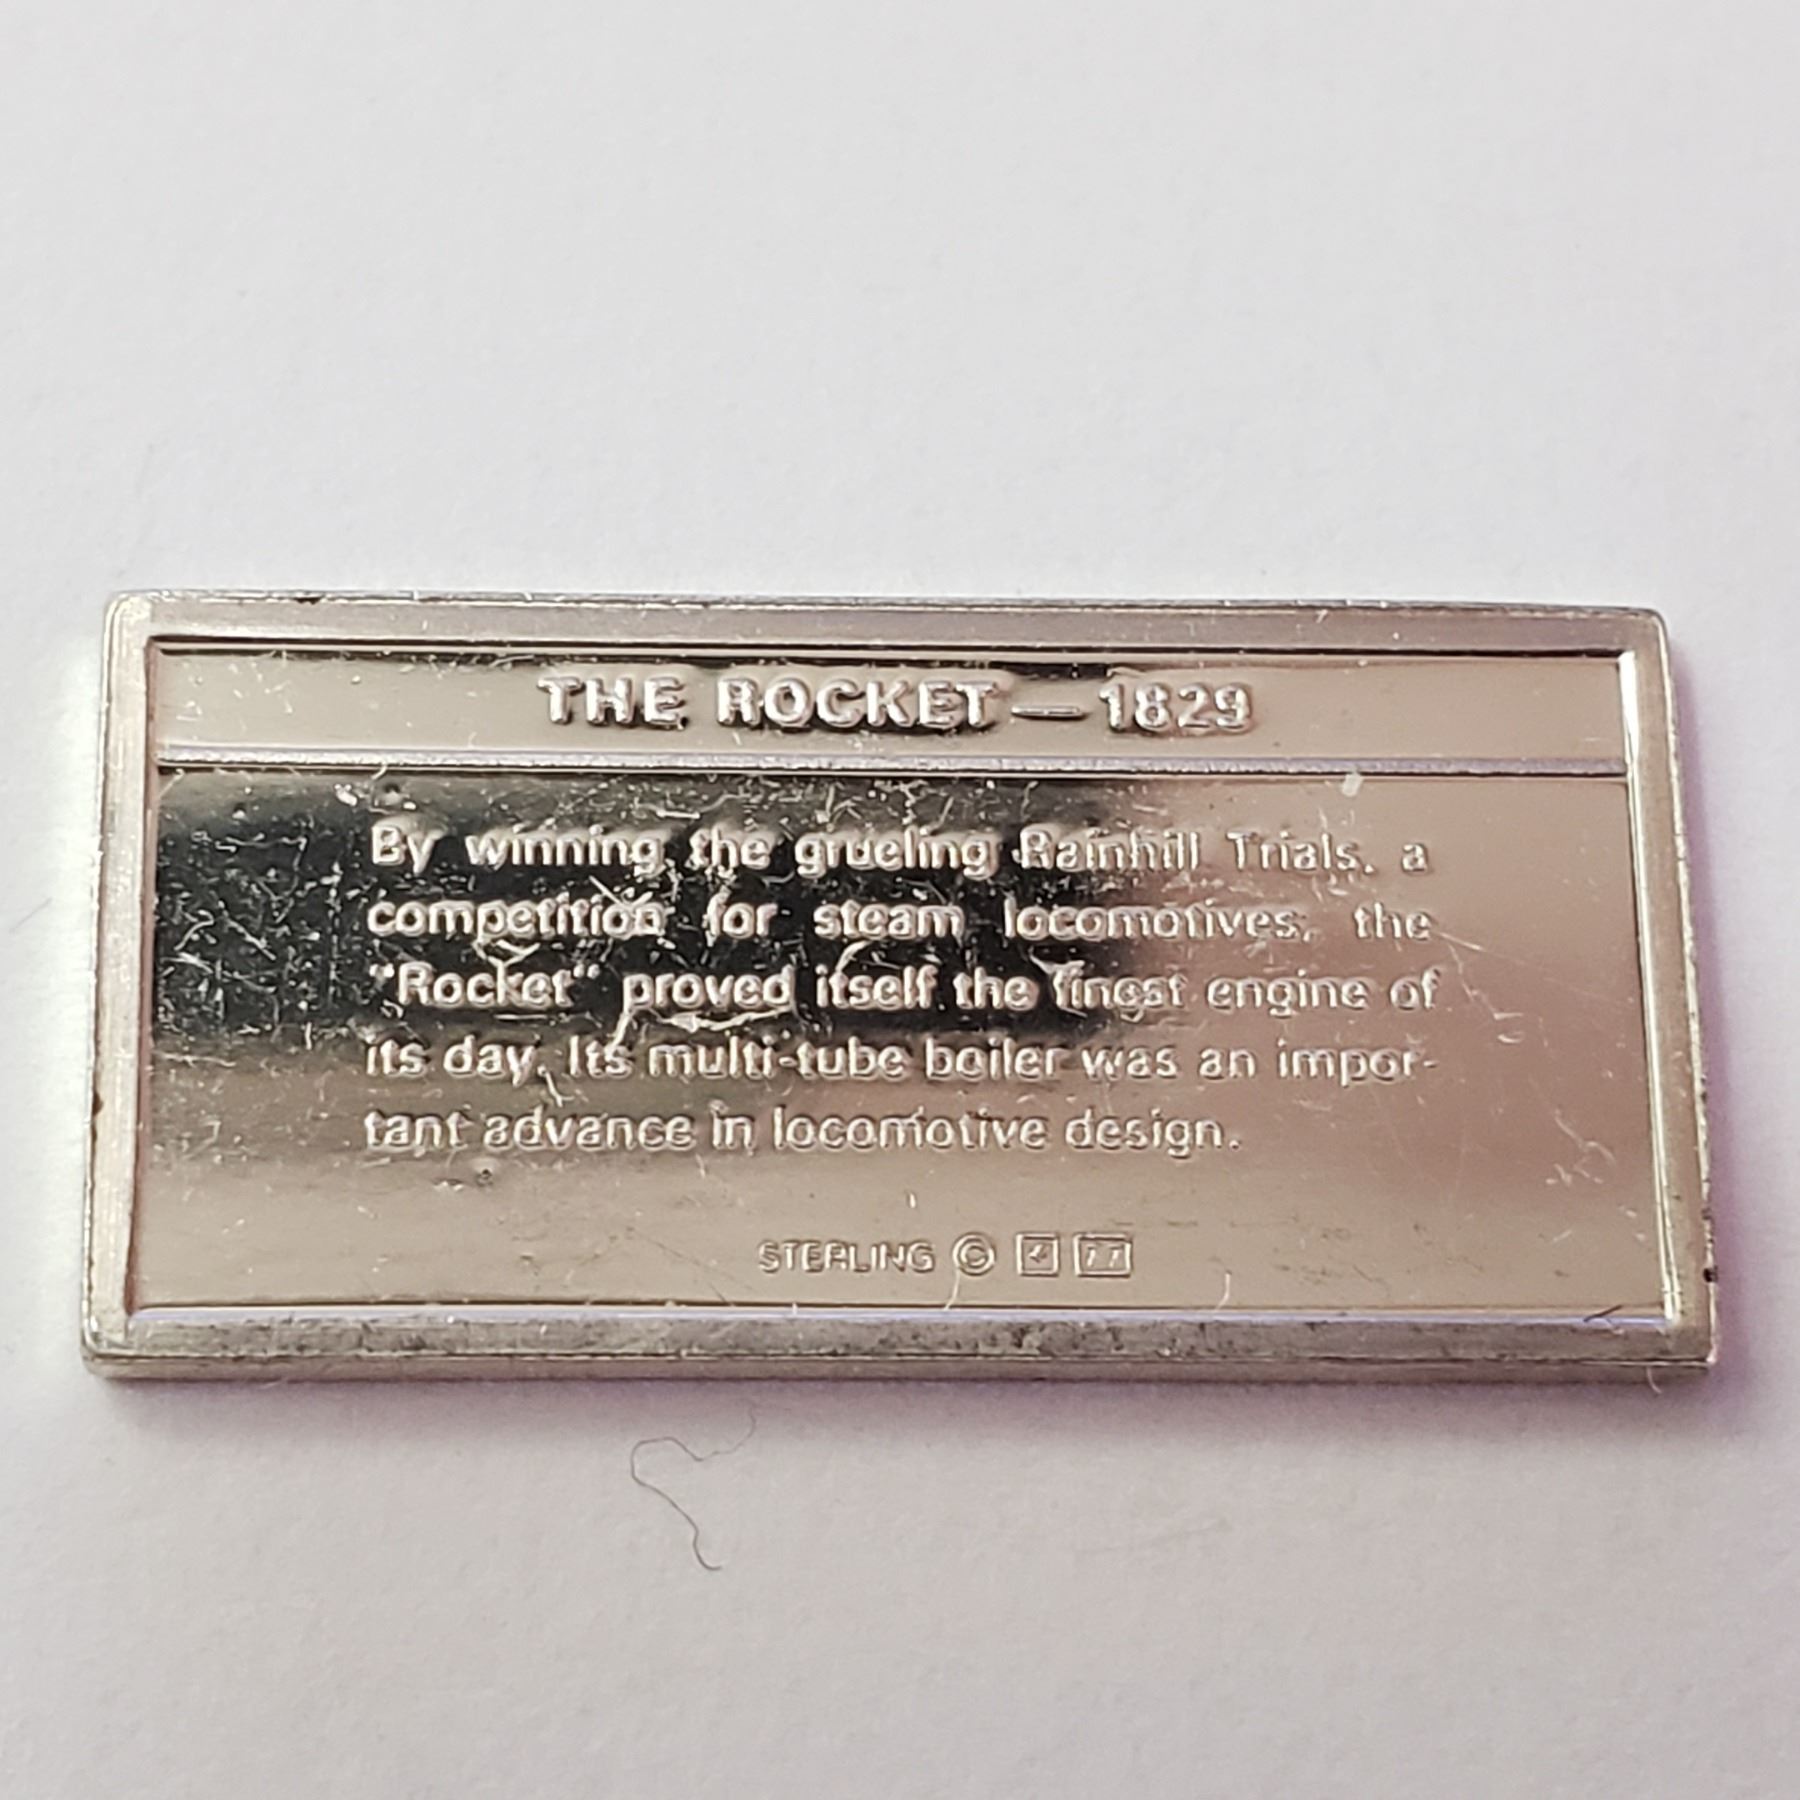 THE ROCKET — 1829
By winning the grueling Rainhill Trials, a
competition for steam locomotives, the
"Rocket" proved itself the finest engine of
its day. Its multi-tube boiler was an impor-
tant advance in locomotive design.
STERLING © 77